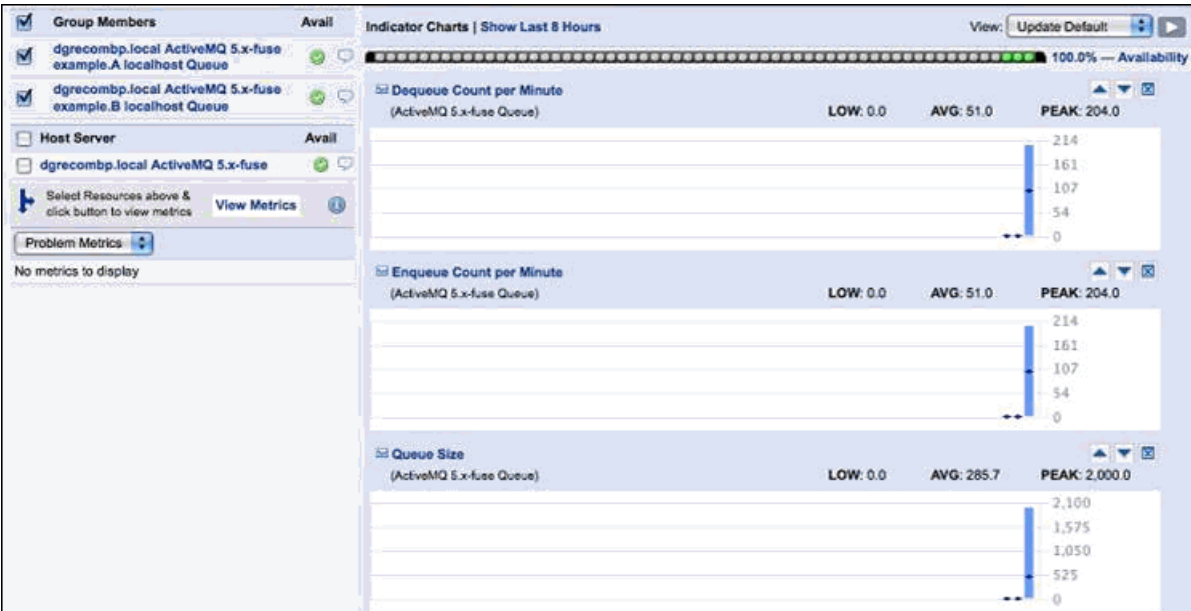 Group Members Avail
dgrecombp.local ActiveMQ 5.x-fuse
example.A localhost Queue
dgrecombp.local ActiveMQ 5.x-fuse
example.B localhost Queue
Host Server Avail
dgrecombp.local ActiveMQ 5.x-fuse
Select Resources above &
click button to view metrics
View Metrics
Problem Metrics
No metrics to display
Indicator Charts | Show Last 8 Hours
View: Update Default
100.0% — Availability
Dequeue Count per Minute
(ActiveMQ 5.x-fuse Queue) LOW: 0.0 AVG: 51.0 PEAK: 204.0
214
161
107
54
0
Enqueue Count per Minute
(ActiveMQ 5.x-fuse Queue) LOW: 0.0 AVG: 51.0 PEAK: 204.0
214
161
107
54
0
Queue Size
(ActiveMQ 5.x-fuse Queue) LOW: 0.0 AVG: 285.7 PEAK: 2,000.0
2,100
1,575
1,050
525
0